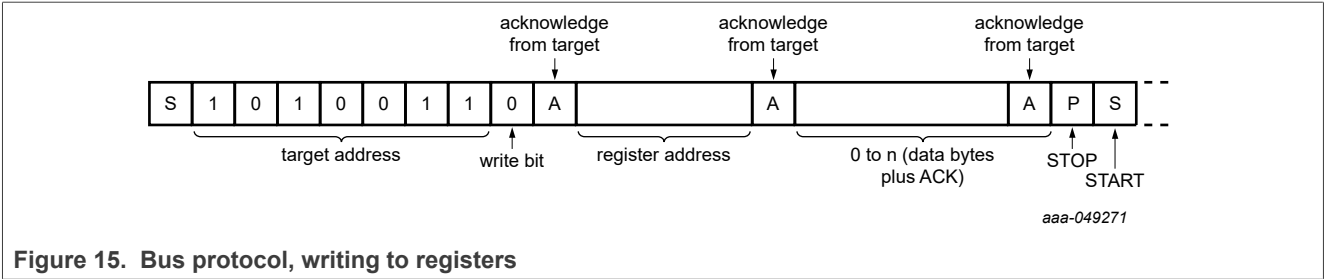 acknowledge
from target
acknowledge
from target
acknowledge
from target
S 1 0 1 0 0 1 1 0 A A A P S
target address
write bit
register address
0 to n (data bytes
plus ACK)
STOP
START
aaa-049271
Figure 15. Bus protocol, writing to registers